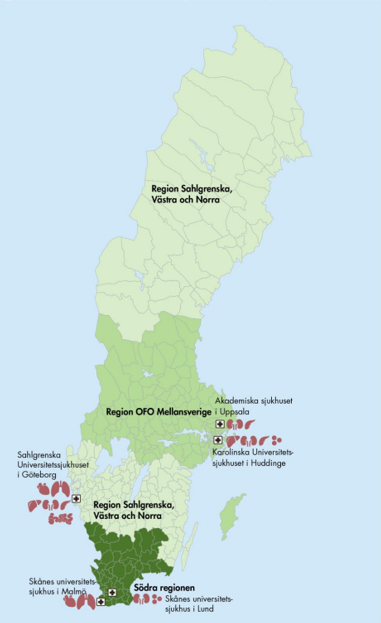 Region Sahlgrenska,
Västra och Norra
Akademiska sjukhuset
i Uppsala
Region OFO Mellansverige
Karolinska Universitets-
sjukhuset i Huddinge
Sahlgrenska
Universitetssjukhuset
i Göteborg
Region Sahlgrenska,
Västra och Norra
Skånes universitets-
sjukhus i Malmö
Södra regionen
Skånes universitets-
sjukhus i Lund